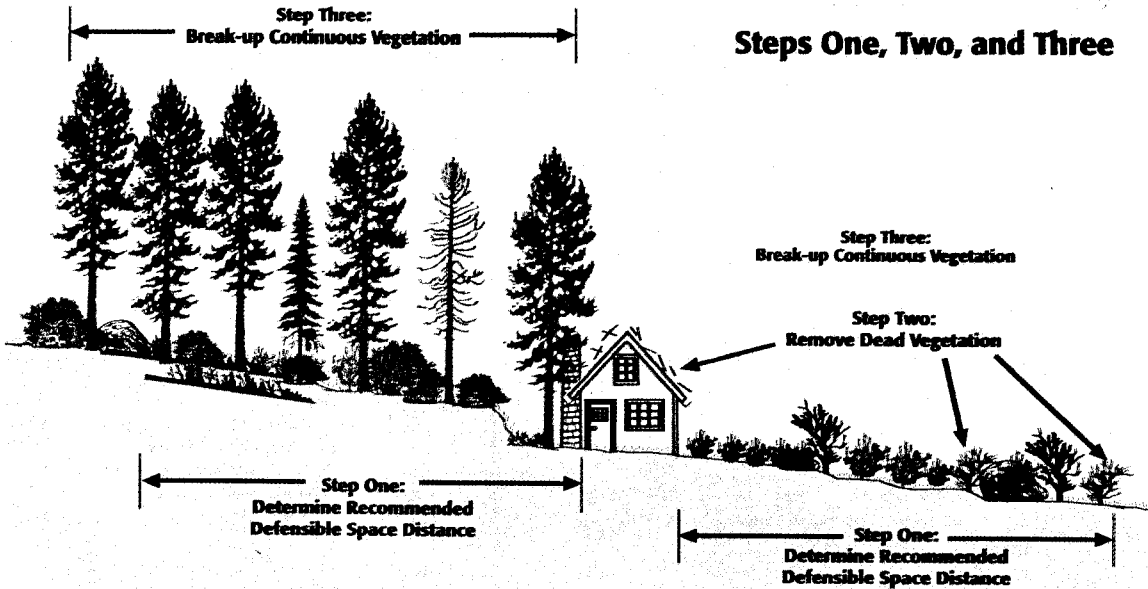 Step Three:
Break-up Continuous Vegetation
Steps One, Two, and Three
Step Three:
Break-up Continuous Vegetation
Step Two:
Remove Dead Vegetation
Step One:
Determine Recommended
Defensible Space Distance
Step One:
Determine Recommended
Defensible Space Distance